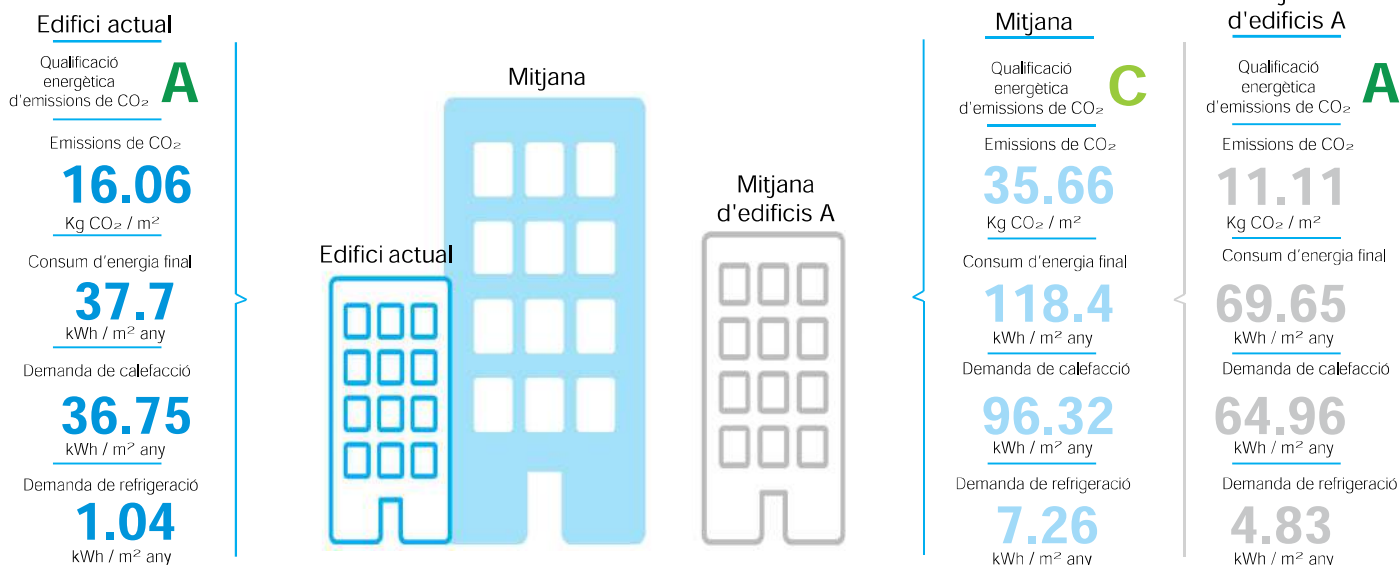 Edifici actual
Qualificació
energètica
d'emissions de CO₂
A
Emissions de CO₂
16.06
Kg CO₂ / m²
Consum d'energia final
37.7
kWh / m² any
Demanda de calefacció
36.75
kWh / m² any
Demanda de refrigeració
1.04
kWh / m² any
Edifici actual
Mitjana
Mitjana
d'edificis A
Mitjana
Qualificació
energètica
d'emissions de CO₂
C
Emissions de CO₂
35.66
Kg CO₂ / m²
Consum d'energia final
118.4
kWh / m² any
Demanda de calefacció
96.32
kWh / m² any
Demanda de refrigeració
7.26
kWh / m² any
d'edificis A
Qualificació
energètica
d'emissions de CO₂
A
Emissions de CO₂
11.11
Kg CO₂ / m²
Consum d'energia final
69.65
kWh / m² any
Demanda de calefacció
64.96
kWh / m² any
Demanda de refrigeració
4.83
kWh / m² any